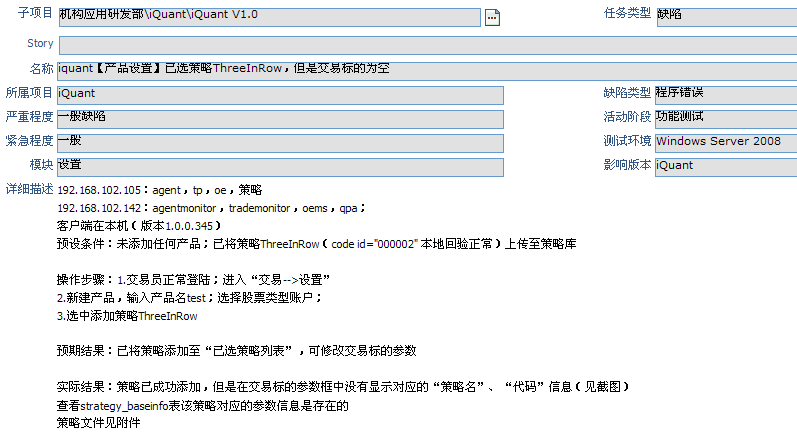 子项目 机构应用研发部\iQuant\iQuant V1.0 任务类型 缺陷
Story
名称 iquant【产品设置】已选策略ThreeInRow，但是交易标的为空
所属项目 iQuant 缺陷类型 程序错误
严重程度 一般缺陷 活动阶段 功能测试
紧急程度 一般 测试环境 Windows Server 2008
模块 设置 影响版本 iQuant
详细描述 192.168.102.105：agent，tp，oe，策略
192.168.102.142：agentmonitor，trademonitor，oems，qpa；
客户端在本机（版本1.0.0.345）
预设条件：未添加任何产品；已将策略ThreeInRow（code id="000002" 本地回验正常）上传至策略库
操作步骤：1.交易员正常登陆；进入“交易-->设置”
2.新建产品，输入产品名test；选择股票类型账户；
3.选中添加策略ThreeInRow
预期结果：已将策略添加至“已选策略列表”，可修改交易标的参数
实际结果：策略已成功添加，但是在交易标的参数框中没有显示对应的“策略名”、“代码”信息（见截图）
查看strategy_baseinfo表该策略对应的参数信息是存在的
策略文件见附件